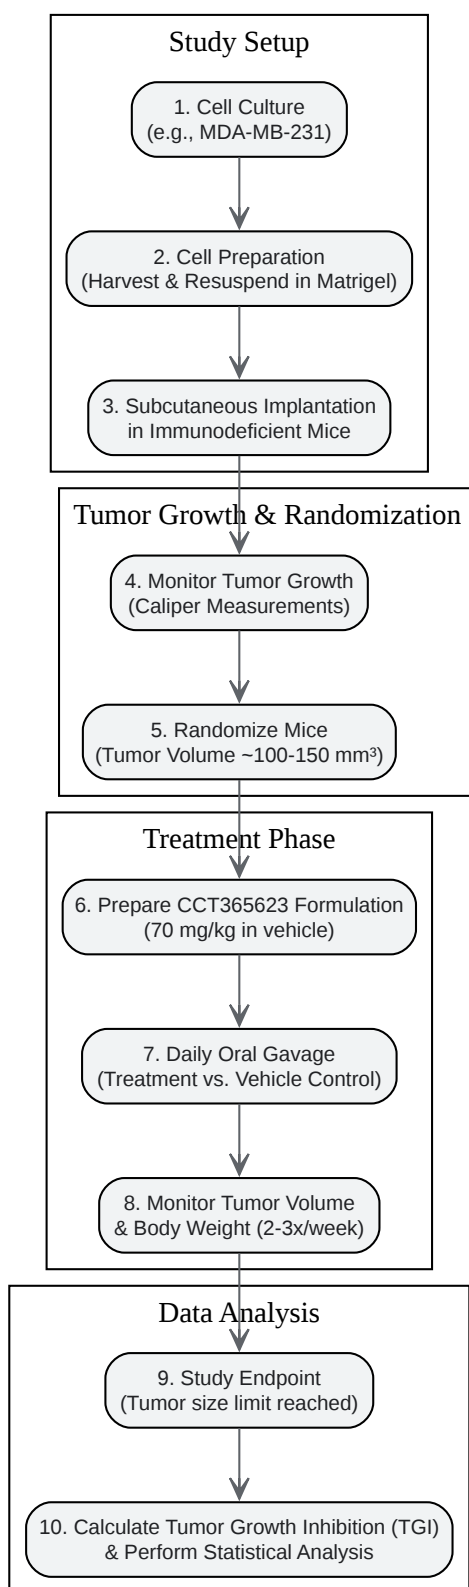 Study Setup
1. Cell Culture
(e.g., MDA-MB-231)
2. Cell Preparation
(Harvest & Resuspend in Matrigel)
3. Subcutaneous Implantation
in Immunodeficient Mice
Tumor Growth & Randomization
4. Monitor Tumor Growth
(Caliper Measurements)
5. Randomize Mice
(Tumor Volume ~100-150 mm³)
Treatment Phase
6. Prepare CCT365623 Formulation
(70 mg/kg in vehicle)
7. Daily Oral Gavage
(Treatment vs. Vehicle Control)
8. Monitor Tumor Volume
& Body Weight (2-3x/week)
Data Analysis
9. Study Endpoint
(Tumor size limit reached)
10. Calculate Tumor Growth Inhibition (TGI)
& Perform Statistical Analysis